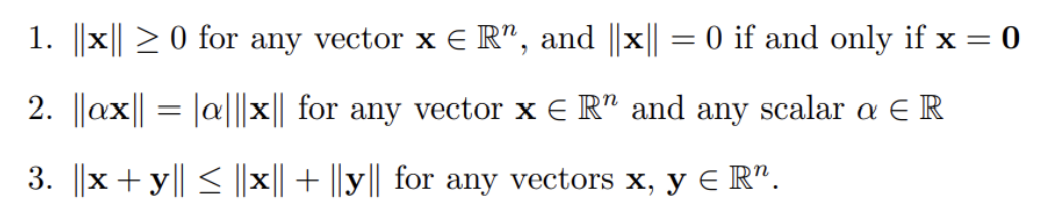 1. ‖x‖ ≥ 0 for any vector x ∈ ℝⁿ, and ‖x‖ = 0 if and only if x = 0
2. ‖αx‖ = |α|‖x‖ for any vector x ∈ ℝⁿ and any scalar α ∈ ℝ
3. ‖x + y‖ ≤ ‖x‖ + ‖y‖ for any vectors x, y ∈ ℝⁿ.